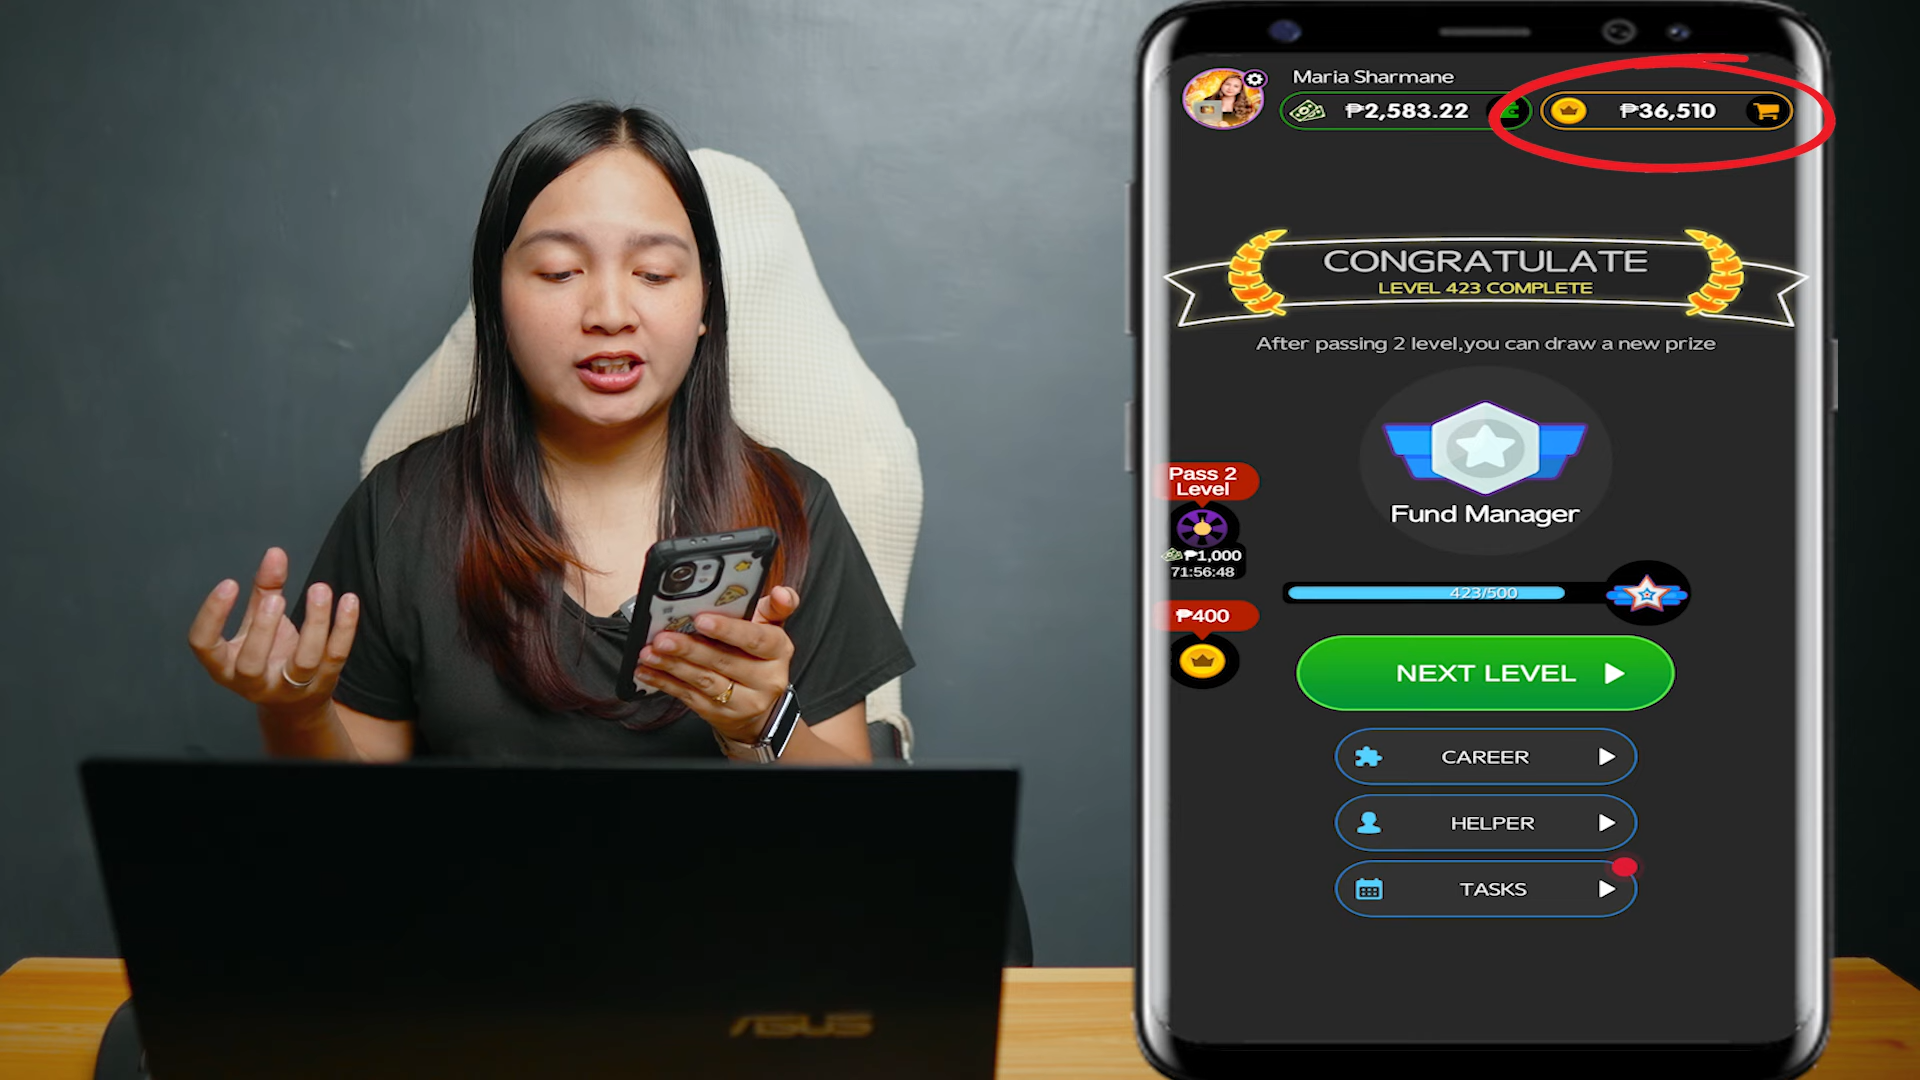 Maria Sharmane
₱2,583.22
₱36,510
CONGRATULATE
LEVEL 423 COMPLETE
After passing 2 level,you can draw a new prize
Fund Manager
Pass 2
Level
₱1,000
71:56:48
423/500
₱400
NEXT LEVEL
CAREER
HELPER
TASKS
ASUS